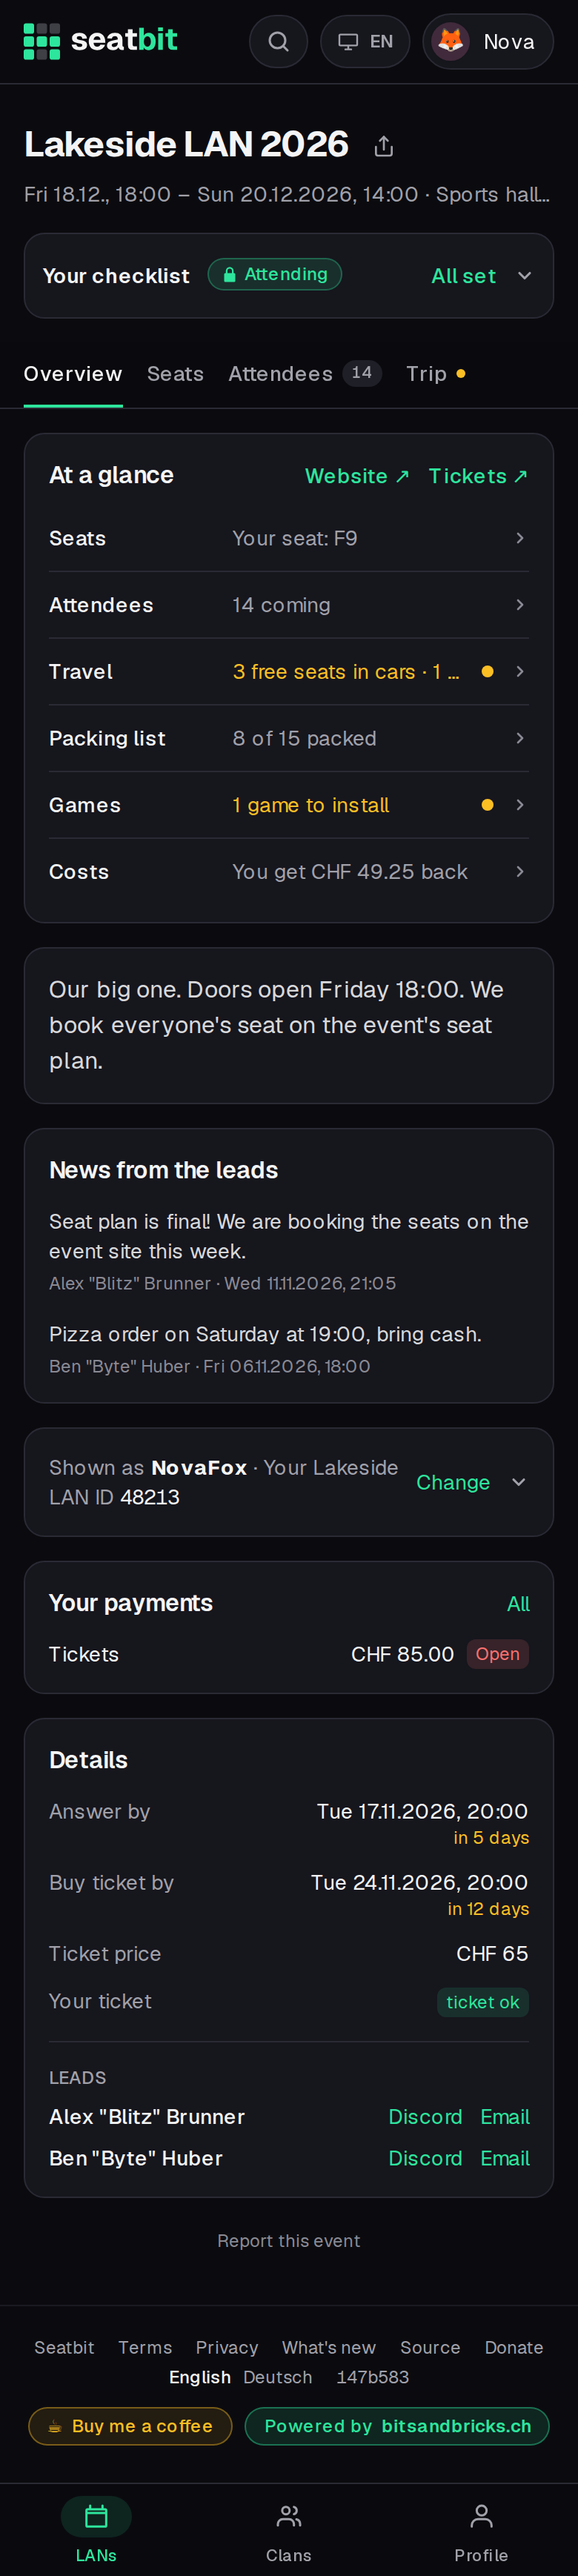 seatbit EN Nova
Lakeside LAN 2026
Fri 18.12., 18:00 – Sun 20.12.2026, 14:00 · Sports hall...
Your checklist Attending All set
Overview Seats Attendees 14 Trip
At a glance Website ↗ Tickets ↗
Seats Your seat: F9
Attendees 14 coming
Travel 3 free seats in cars · 1 ...
Packing list 8 of 15 packed
Games 1 game to install
Costs You get CHF 49.25 back
Our big one. Doors open Friday 18:00. We
book everyone's seat on the event's seat
plan.
News from the leads
Seat plan is final! We are booking the seats on the
event site this week.
Alex "Blitz" Brunner · Wed 11.11.2026, 21:05
Pizza order on Saturday at 19:00, bring cash.
Ben "Byte" Huber · Fri 06.11.2026, 18:00
Shown as NovaFox · Your Lakeside
LAN ID 48213
Change
Your payments All
Tickets CHF 85.00 Open
Details
Answer by Tue 17.11.2026, 20:00
in 5 days
Buy ticket by Tue 24.11.2026, 20:00
in 12 days
Ticket price CHF 65
Your ticket ticket ok
LEADS
Alex "Blitz" Brunner Discord Email
Ben "Byte" Huber Discord Email
Report this event
Seatbit Terms Privacy What's new Source Donate
English Deutsch 147b583
Buy me a coffee Powered by bitsandbricks.ch
LANs Clans Profile